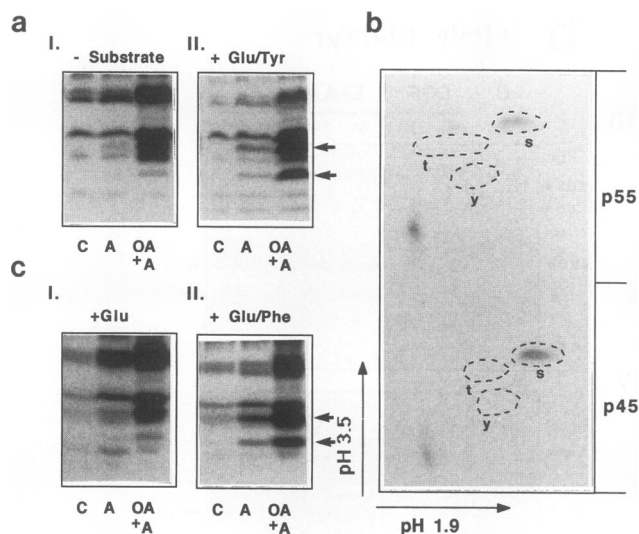 a
I.
- Substrate
II.
+ Glu/Tyr
C A OA
+A
C A OA
+A
c
I.
+Glu
II.
+ Glu/Phe
C A OA
+A
C A OA
+A
b
s
t
y
p55
s
t
y
p45
pH 3.5
pH 1.9